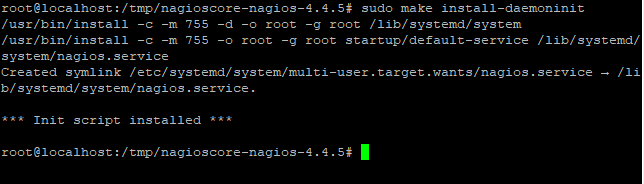 root@localhost:/tmp/nagioscore-nagios-4.4.5# sudo make install-daemoninit
/usr/bin/install -c -m 755 -d -o root -g root /lib/systemd/system
/usr/bin/install -c -m 755 -o root -g root startup/default-service /lib/systemd/
system/nagios.service
Created symlink /etc/systemd/system/multi-user.target.wants/nagios.service → /li
b/systemd/system/nagios.service.
*** Init script installed ***
root@localhost:/tmp/nagioscore-nagios-4.4.5#